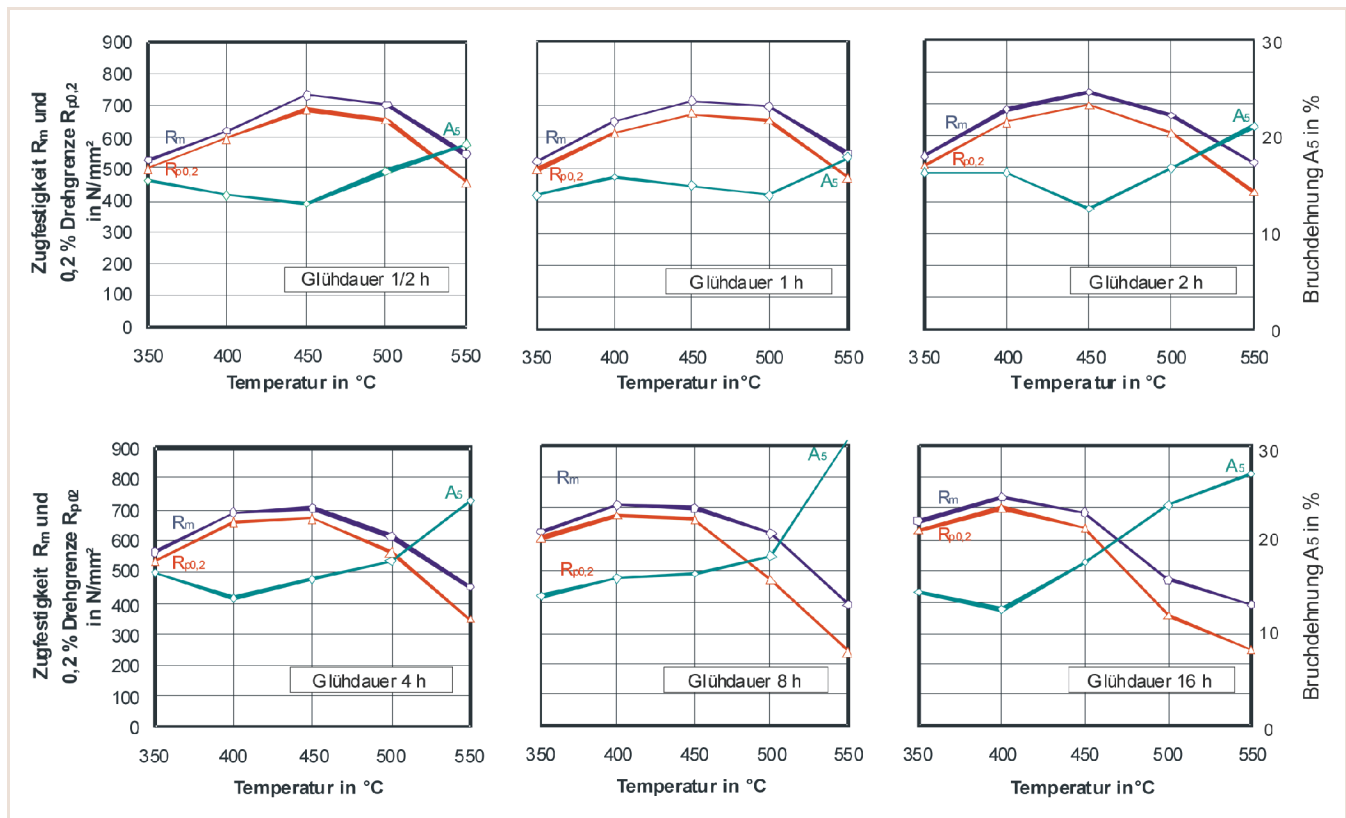 Zugfestigkeit Rm und
0,2 % Drehgrenze Rp0,2
in N/mm²
900
800
700
600
500
400
300
200
100
0
Rm
Rp0,2
A5
Glühdauer 1/2 h
350 400 450 500 550
Temperatur in °C
Rm
Rp0,2
A5
Glühdauer 1 h
350 400 450 500 550
Temperatur in°C
Rm
Rp0,2
A5
Glühdauer 2 h
350 400 450 500 550
Temperatur in °C
30
20
10
0
Bruchdehnung A5 in %
Zugfestigkeit Rm und
0,2 % Drehgrenze Rp02
in N/mm²
900
800
700
600
500
400
300
200
100
0
Rm
Rp0,2
A5
Glühdauer 4 h
350 400 450 500 550
Temperatur in °C
Rm
Rp0,2
A5
Glühdauer 8 h
350 400 450 500 550
Temperatur in °C
Rm
Rp0,2
A5
Glühdauer 16 h
350 400 450 500 550
Temperatur in °C
30
20
10
0
Bruchdehnung A5 in %